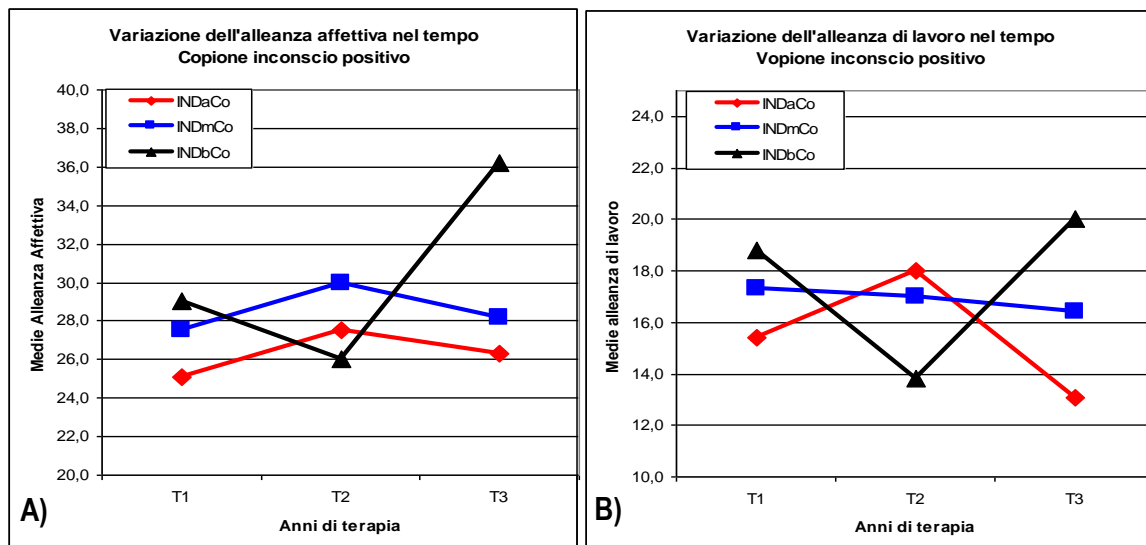 Variazione dell'alleanza affettiva nel tempo
Copione inconscio positivo
40,0
38,0
36,0
34,0
32,0
30,0
28,0
26,0
24,0
22,0
20,0
INDaCo
INDmCo
INDbCo
Medie Alleanza Affettiva
T1
T2
T3
Anni di terapia
A)
Variazione dell'alleanza di lavoro nel tempo
Vopione inconscio positivo
24,0
22,0
20,0
18,0
16,0
14,0
12,0
10,0
INDaCo
INDmCo
INDbCo
Medie alleanza di lavoro
T1
T2
T3
Anni di terapia
B)